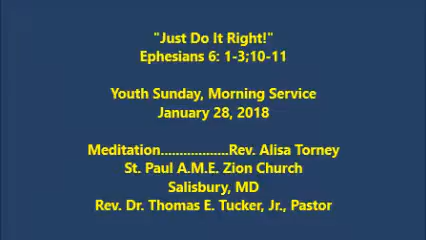 "Just Do It Right!"
Ephesians 6: 1-3;10-11
Youth Sunday, Morning Service
January 28, 2018
Meditation..................Rev. Alisa Torney
St. Paul A.M.E. Zion Church
Salisbury, MD
Rev. Dr. Thomas E. Tucker, Jr., Pastor